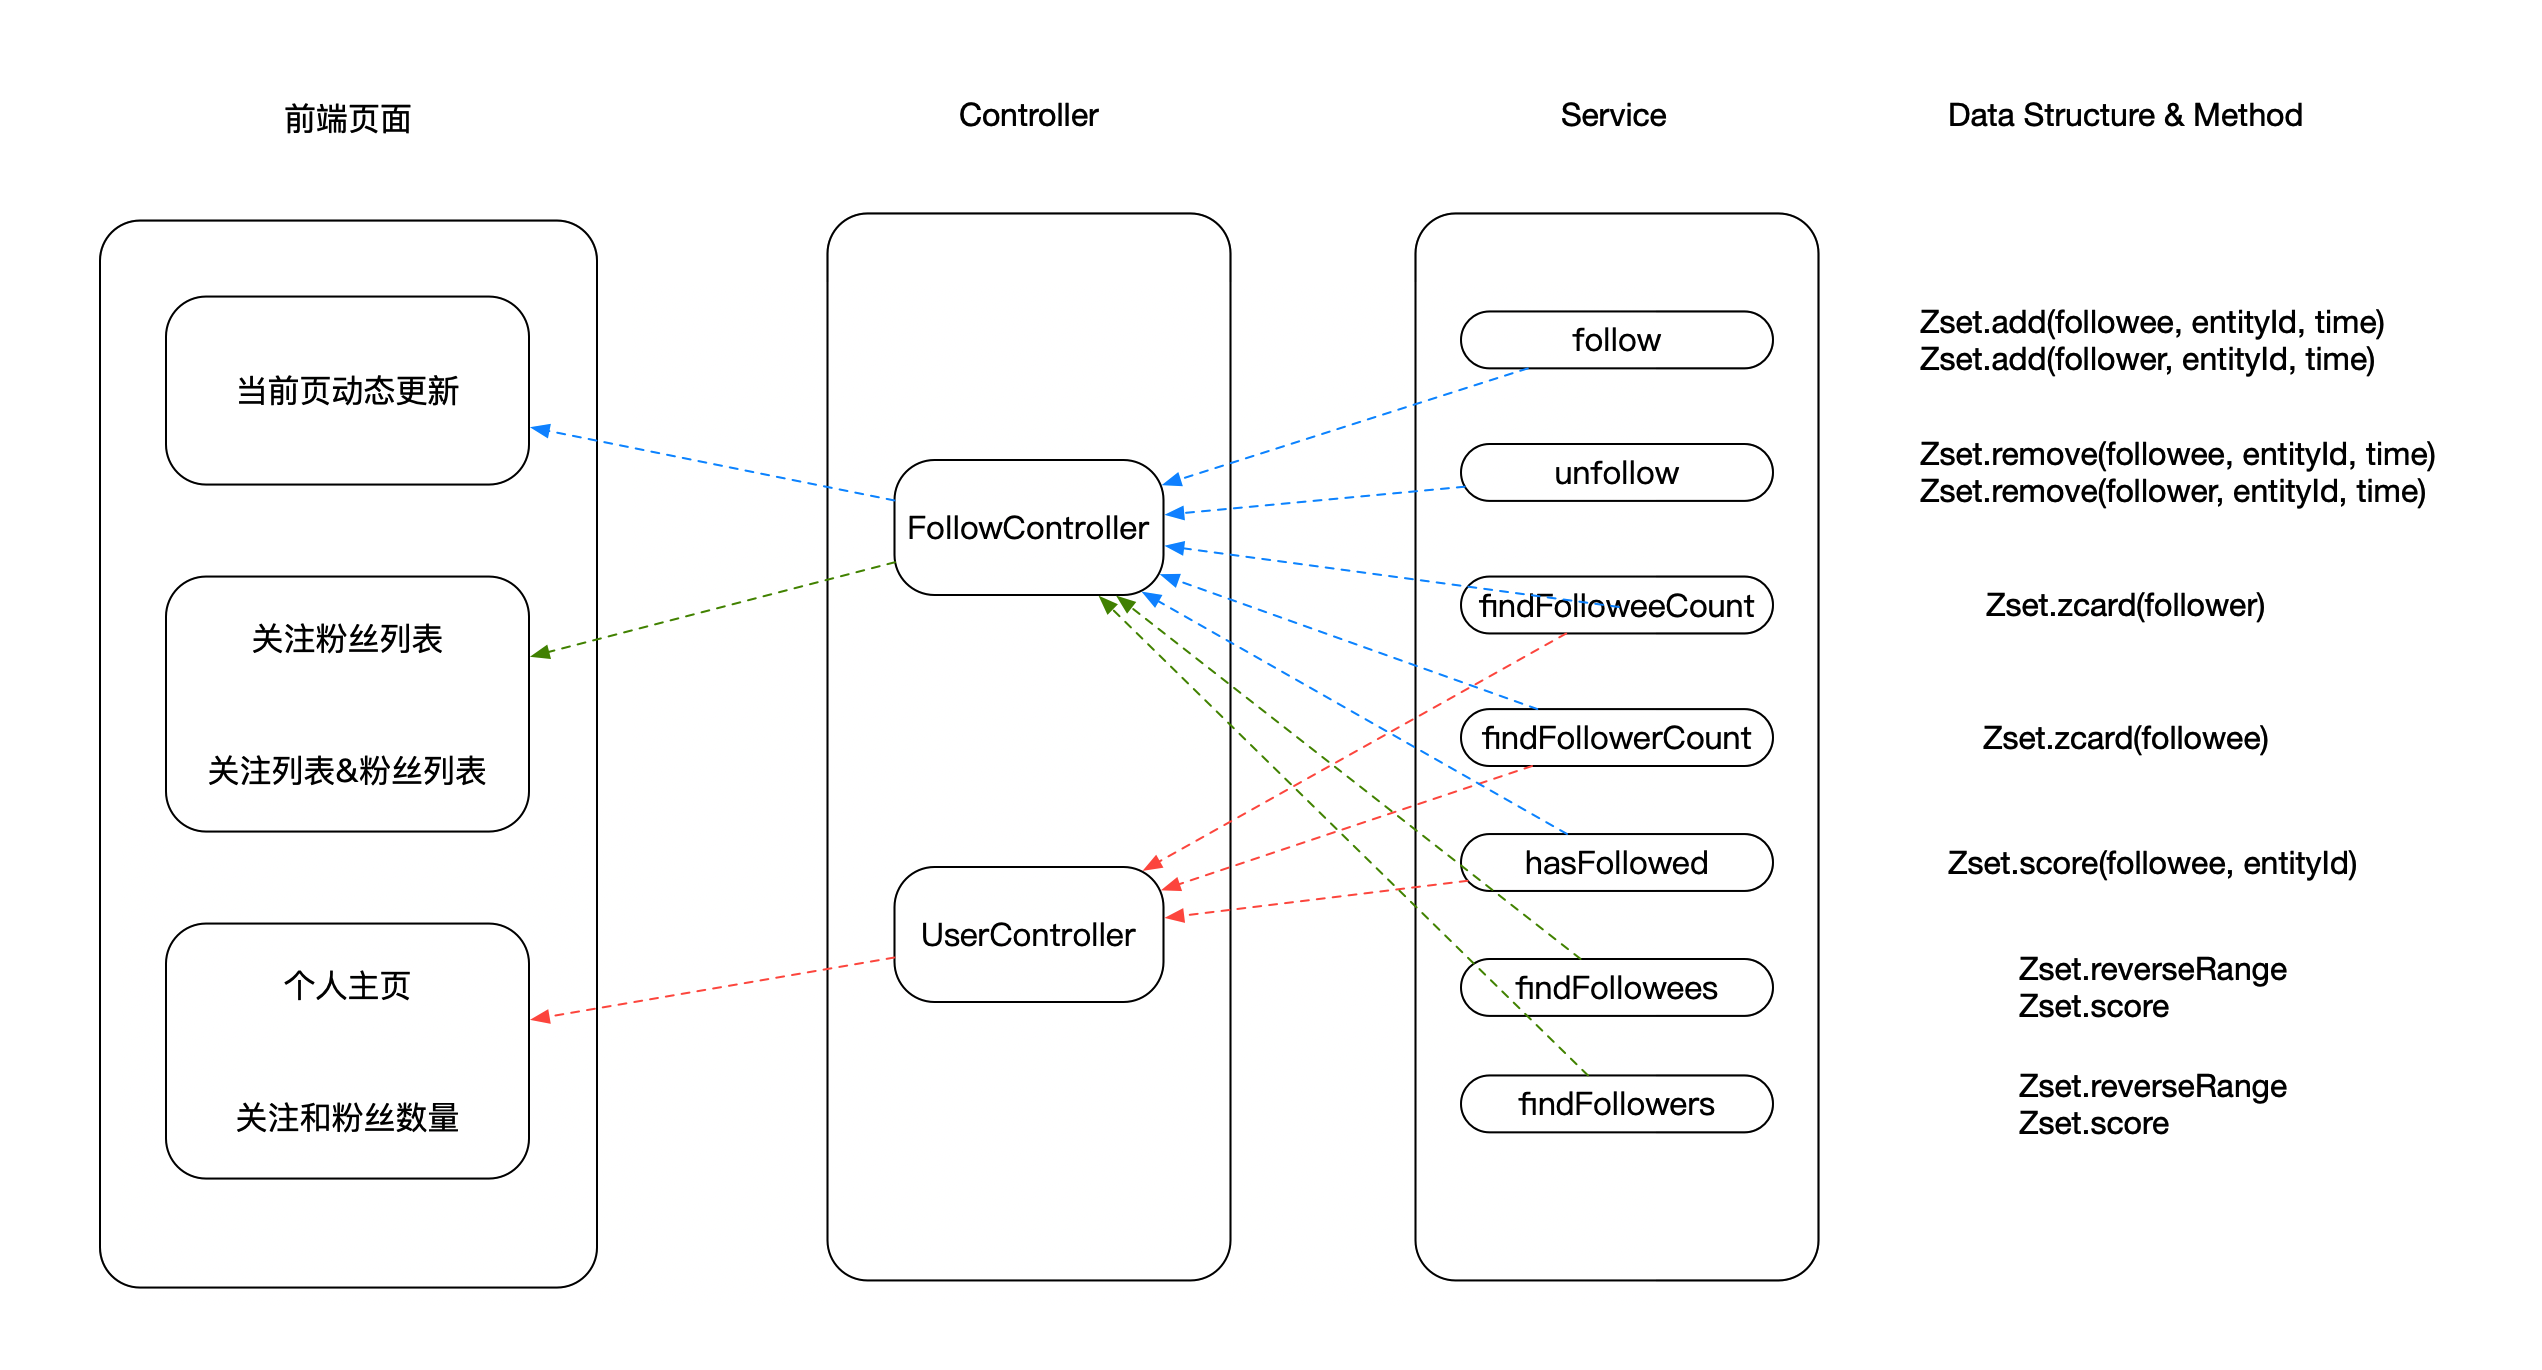 前端页面
Controller
Service
Data Structure & Method
当前页动态更新
关注粉丝列表
关注列表&粉丝列表
个人主页
关注和粉丝数量
FollowController
UserController
follow
unfollow
findFolloweeCount
findFollowerCount
hasFollowed
findFollowees
findFollowers
Zset.add(followee, entityId, time)
Zset.add(follower, entityId, time)
Zset.remove(followee, entityId, time)
Zset.remove(follower, entityId, time)
Zset.zcard(follower)
Zset.zcard(followee)
Zset.score(followee, entityId)
Zset.reverseRange
Zset.score
Zset.reverseRange
Zset.score